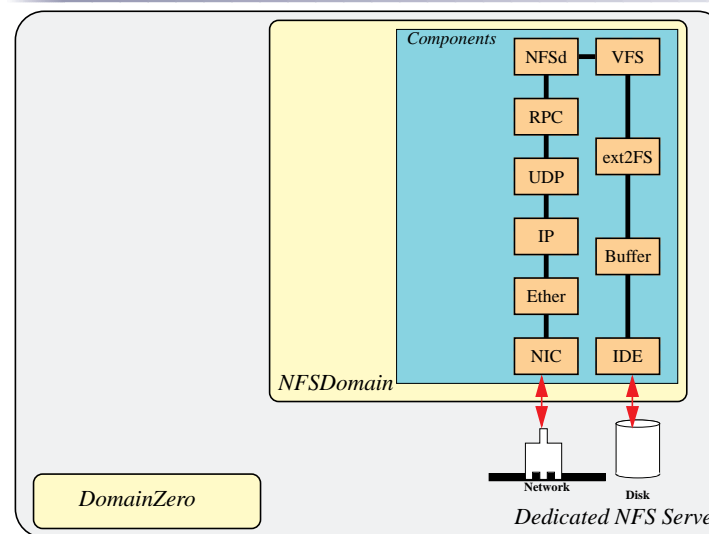 Components
NFSd
VFS
RPC
ext2FS
UDP
IP
Buffer
Ether
NIC
IDE
NFSDomain
Network
Disk
DomainZero
Dedicated NFS Serve